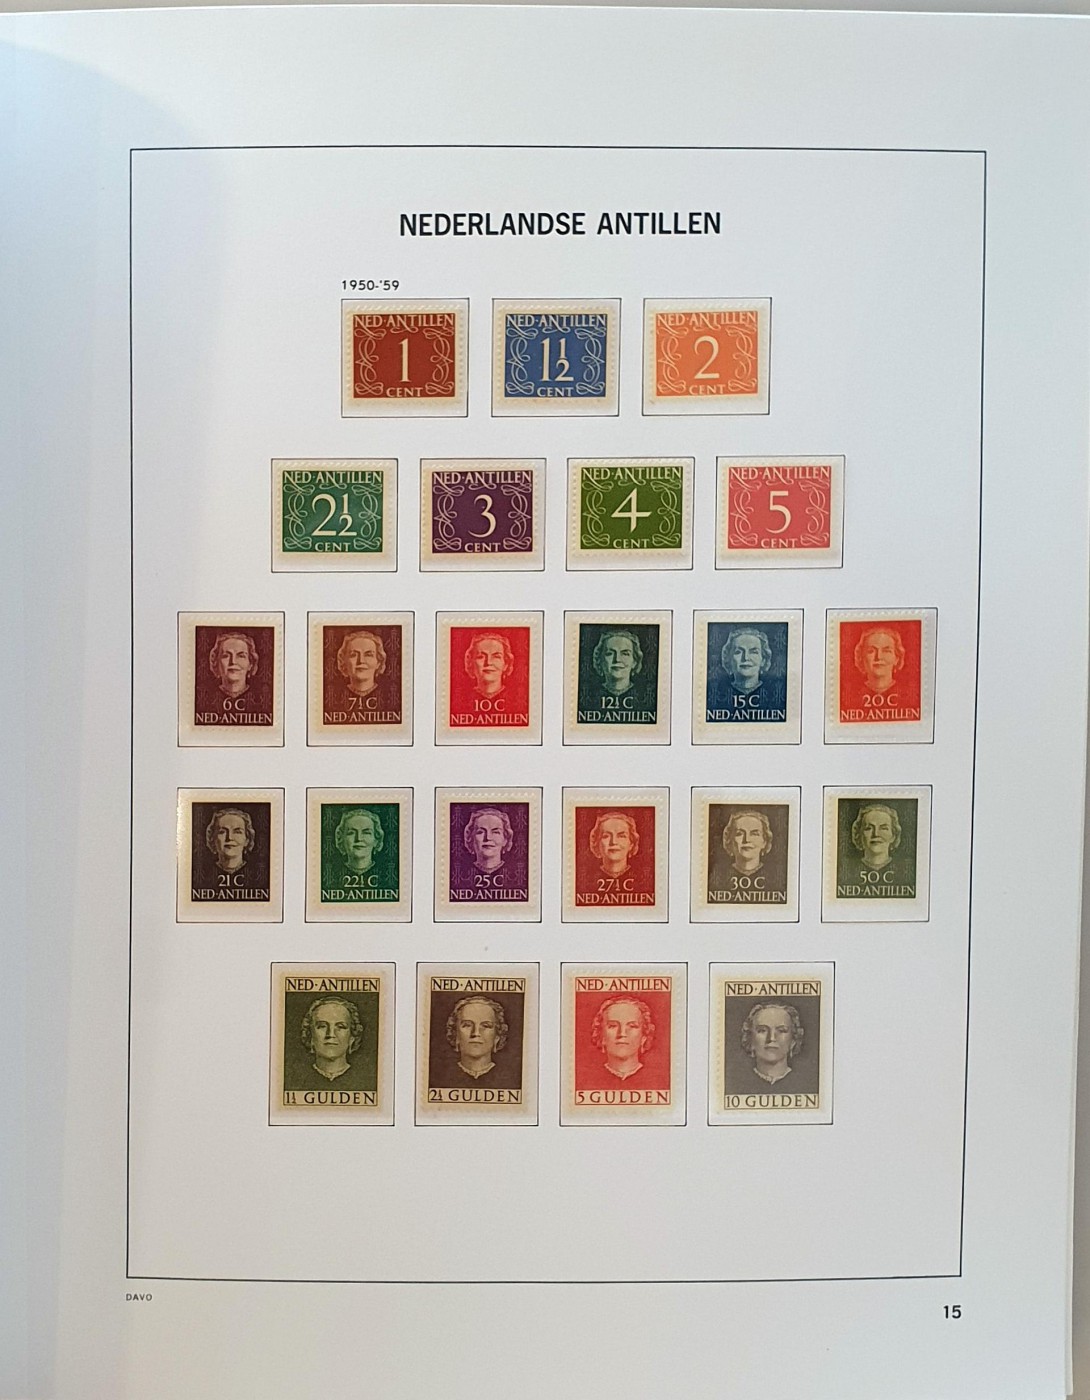 NEDERLANDSE ANTILLEN
1950-'59
NED·ANTILLEN
1
CENT
NED·ANTILLEN
1½
CENT
NED·ANTILLEN
2
CENT
NED·ANTILLEN
2½
CENT
NED·ANTILLEN
3
CENT
NED·ANTILLEN
4
CENT
NED·ANTILLEN
5
CENT
6 C
NED·ANTILLEN
7½ C
NED·ANTILLEN
10 C
NED·ANTILLEN
12½ C
NED·ANTILLEN
15 C
NED·ANTILLEN
20 C
NED·ANTILLEN
21 C
NED·ANTILLEN
22½ C
NED·ANTILLEN
25 C
NED·ANTILLEN
27½ C
NED·ANTILLEN
30 C
NED·ANTILLEN
50 C
NED·ANTILLEN
NED·ANTILLEN
1½ GULDEN
NED·ANTILLEN
2½ GULDEN
NED·ANTILLEN
5 GULDEN
NED·ANTILLEN
10 GULDEN
DAVO
15